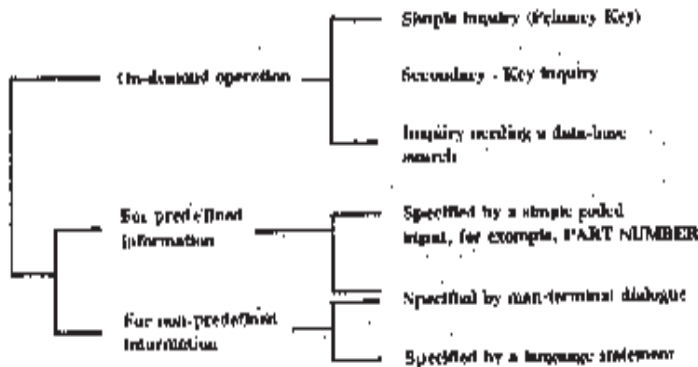 Simple inquiry (Primary Key)
On-demand operation
Secondary - Key inquiry
Inquiry needing a data-base
search
For predefined
information
Specified by a simple coded
input, for example, PART NUMBER
Specified by man-terminal dialogue
For non-predefined
information
Specified by a language statement